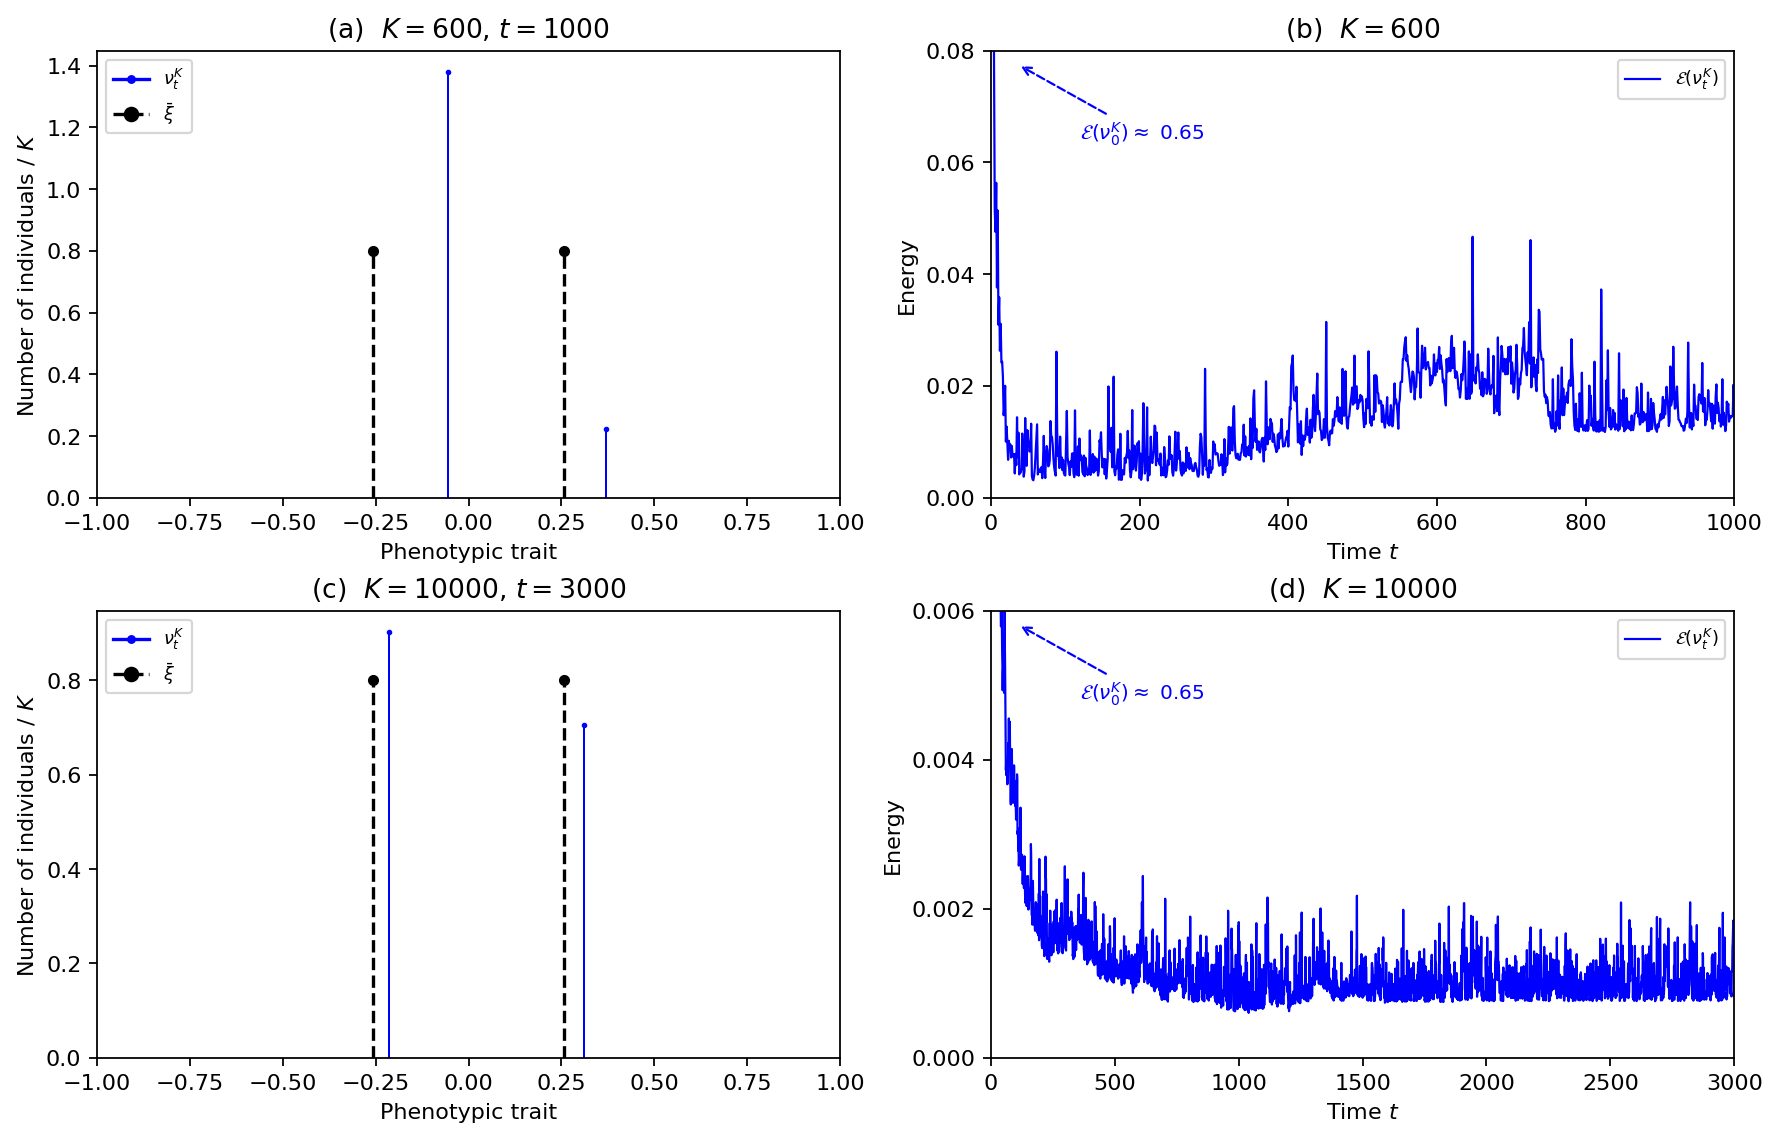 (a) K = 600, t = 1000
Number of individuals / K
1.4
1.2
1.0
0.8
0.6
0.4
0.2
0.0
ν_t^K
ξ̄
−1.00 −0.75 −0.50 −0.25 0.00 0.25 0.50 0.75 1.00
Phenotypic trait
(b) K = 600
Energy
0.08
0.06
0.04
0.02
0.00
ℰ(ν_t^K)
ℰ(ν_0^K) ≈ 0.65
0 200 400 600 800 1000
Time t
(c) K = 10000, t = 3000
Number of individuals / K
0.8
0.6
0.4
0.2
0.0
ν_t^K
ξ̄
−1.00 −0.75 −0.50 −0.25 0.00 0.25 0.50 0.75 1.00
Phenotypic trait
(d) K = 10000
Energy
0.006
0.004
0.002
0.000
ℰ(ν_t^K)
ℰ(ν_0^K) ≈ 0.65
0 500 1000 1500 2000 2500 3000
Time t